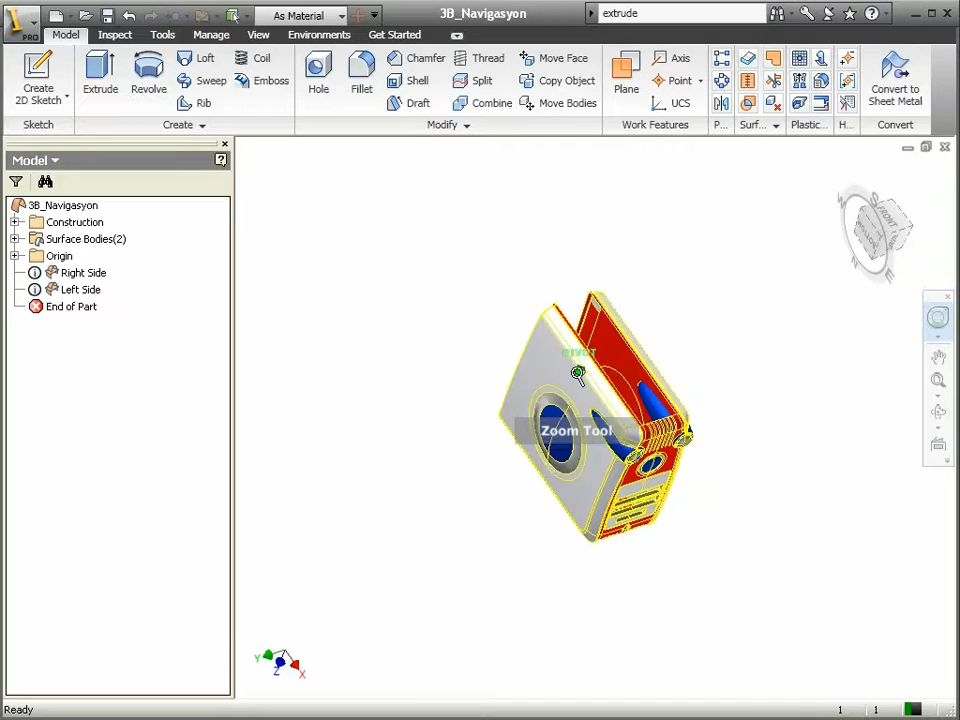 As Material
3B_Navigasyon
extrude
PRO
Model
Inspect
Tools
Manage
View
Environments
Get Started
Create
2D Sketch
Extrude
Revolve
Loft
Sweep
Rib
Coil
Emboss
Hole
Fillet
Chamfer
Shell
Draft
Thread
Split
Combine
Move Face
Copy Object
Move Bodies
Plane
Axis
Point
UCS
Convert to
Sheet Metal
Sketch
Create
Modify
Work Features
P...
Surf...
Plastic...
H...
Convert
Model
3B_Navigasyon
Construction
Surface Bodies(2)
Origin
Right Side
Left Side
End of Part
W
S
FRONT
N
E
PIVOT
Zoom Tool
Y
Z
X
Ready
1
1